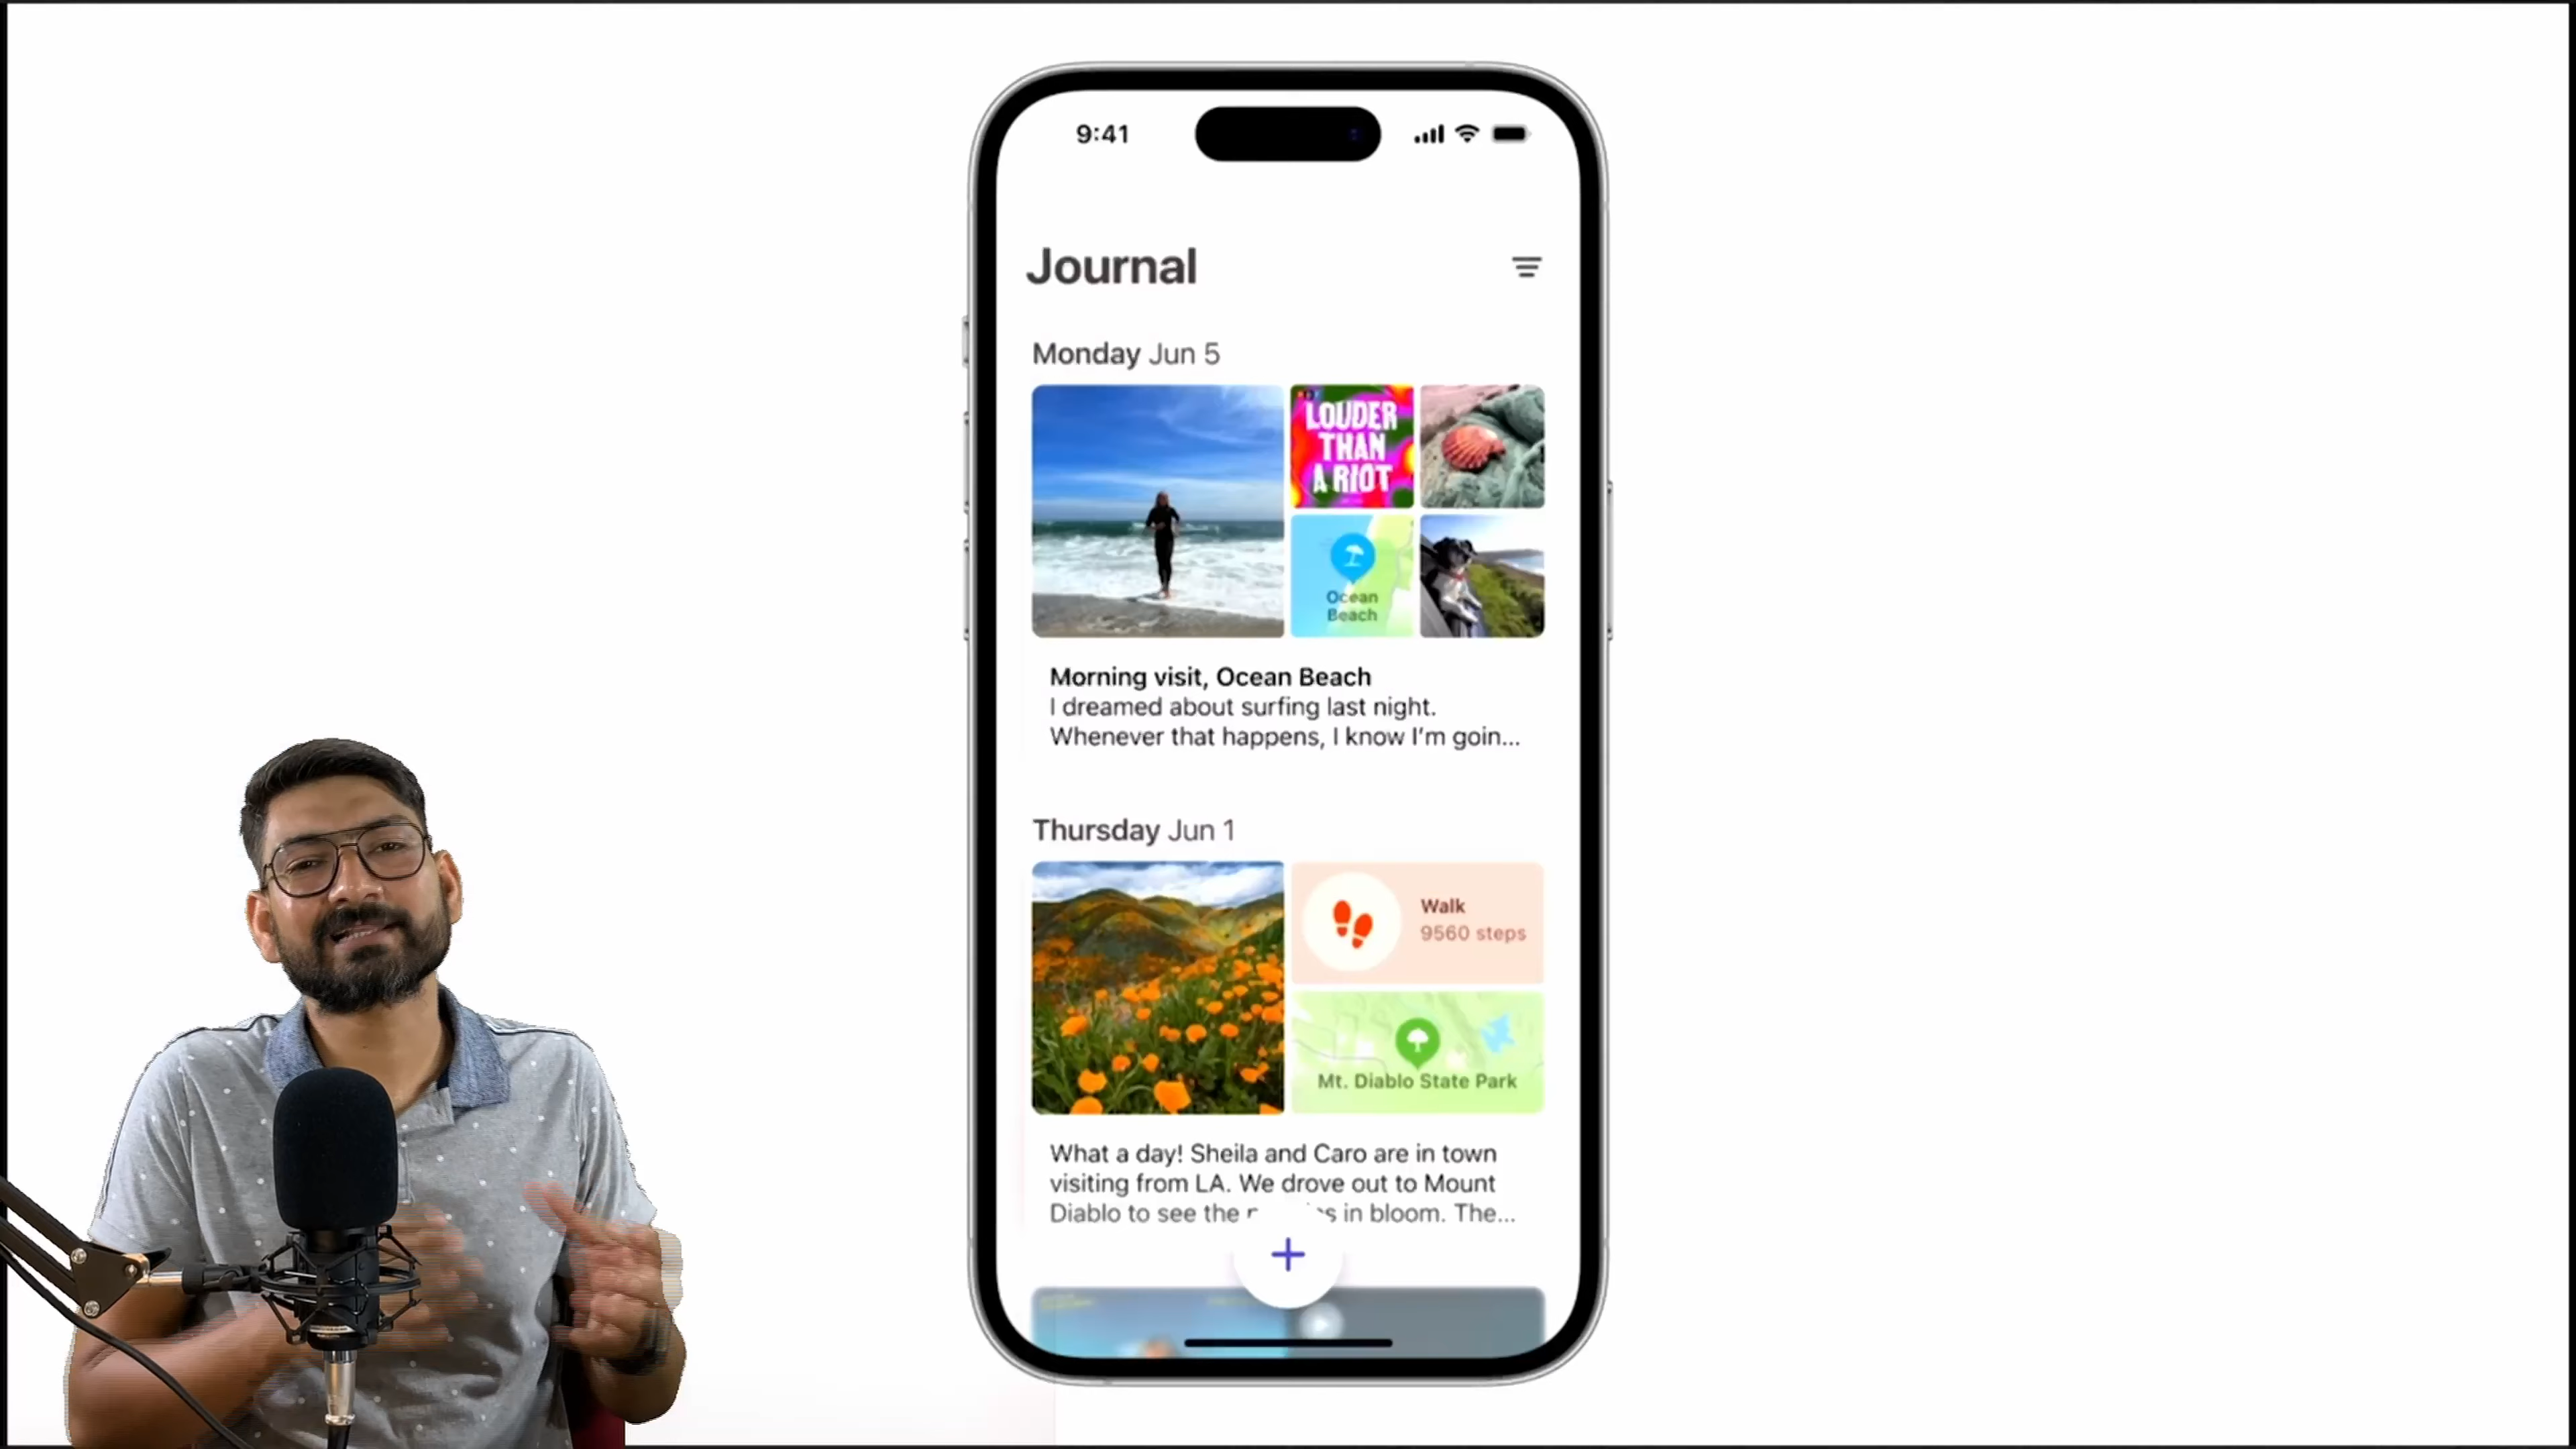 9:41
Journal
Monday Jun 5
LOUDER
THAN
A RIOT
Ocean
Beach
Morning visit, Ocean Beach
I dreamed about surfing last night.
Whenever that happens, I know I'm goin...
Thursday Jun 1
Walk
9560 steps
Mt. Diablo State Park
What a day! Sheila and Caro are in town
visiting from LA. We drove out to Mount
Diablo to see the in bloom. The...